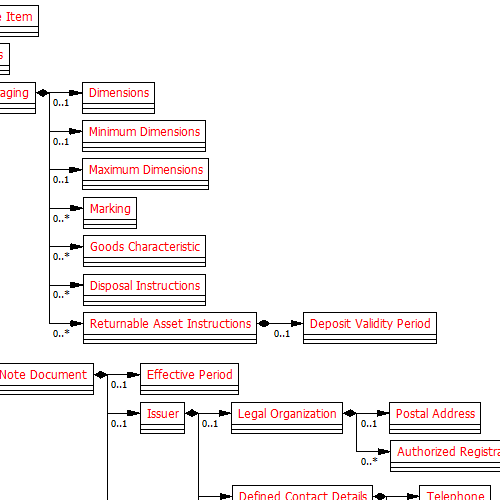 e Item
s
aging
0..1
Dimensions
0..1
Minimum Dimensions
0..1
Maximum Dimensions
0..*
Marking
0..*
Goods Characteristic
0..*
Disposal Instructions
0..*
Returnable Asset Instructions
0..1
Deposit Validity Period
Note Document
0..1
Effective Period
0..1
Issuer
0..1
Legal Organization
0..1
Postal Address
0..*
Authorized Registra
Defined Contact Details
Telephone